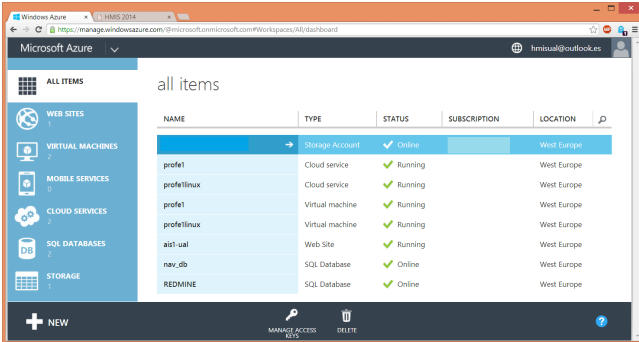 Windows Azure
HMIS 2014
https://manage.windowsazure.com/@microsoft.onmicrosoft.com#Workspaces/All/dashboard
Microsoft Azure
hmisual@outlook.es
ALL ITEMS
WEB SITES
1
VIRTUAL MACHINES
2
MOBILE SERVICES
0
CLOUD SERVICES
2
SQL DATABASES
2
STORAGE
1
all items
NAME TYPE STATUS SUBSCRIPTION LOCATION
Storage Account Online West Europe
profe1 Cloud service Running West Europe
profe1linux Cloud service Running West Europe
profe1 Virtual machine Running West Europe
profe1linux Virtual machine Running West Europe
ais1-ual Web Site Running West Europe
nav_db SQL Database Online West Europe
REDMINE SQL Database Online West Europe
NEW
MANAGE ACCESS
KEYS
DELETE
?